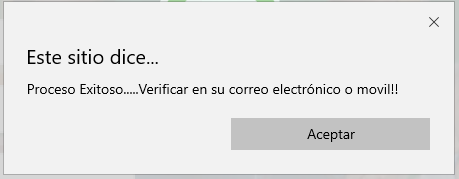 Este sitio dice...
Proceso Exitoso.....Verificar en su correo electrónico o movil!!
Aceptar